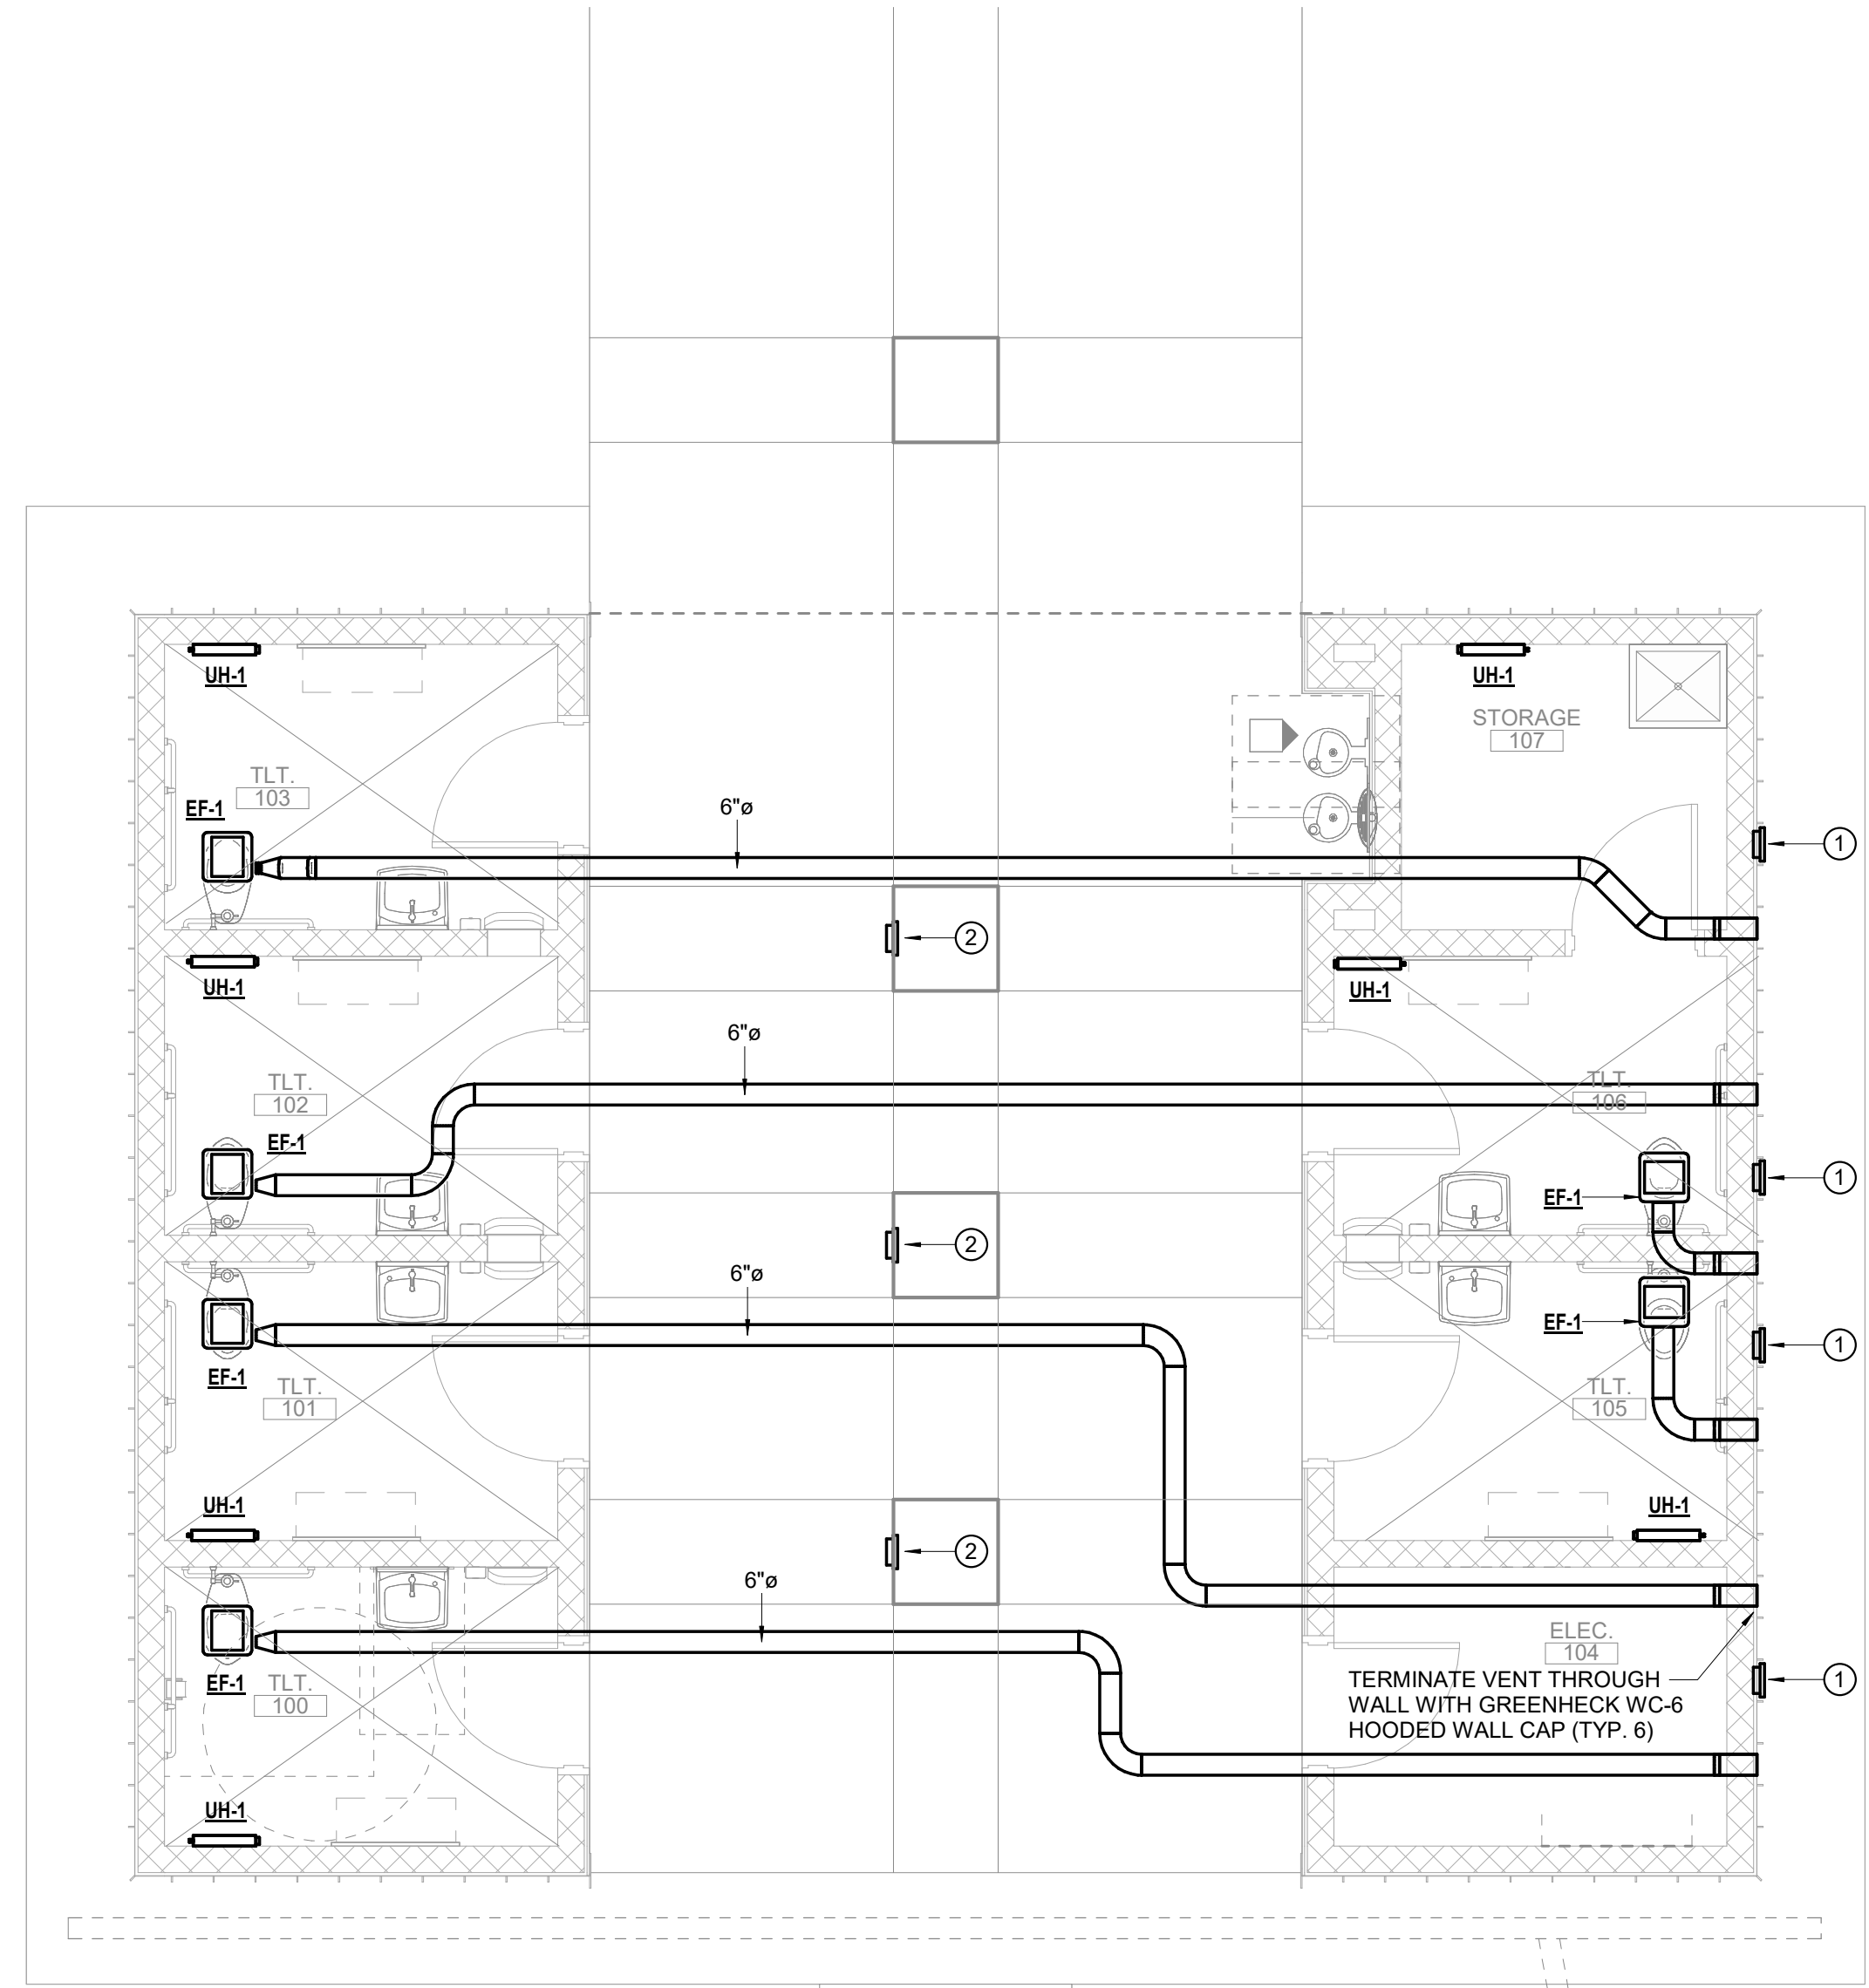 UH-1
UH-1
STORAGE
107
TLT.
103
EF-1
6"ø
1
2
UH-1
UH-1
6"ø
TLT.
102
TLT.
106
EF-1
1
EF-1
2
6"ø
EF-1
1
EF-1
TLT.
101
TLT.
105
UH-1
UH-1
2
6"ø
ELEC.
104
EF-1
TLT.
100
1
TERMINATE VENT THROUGH
WALL WITH GREENHECK WC-6
HOODED WALL CAP (TYP. 6)
UH-1